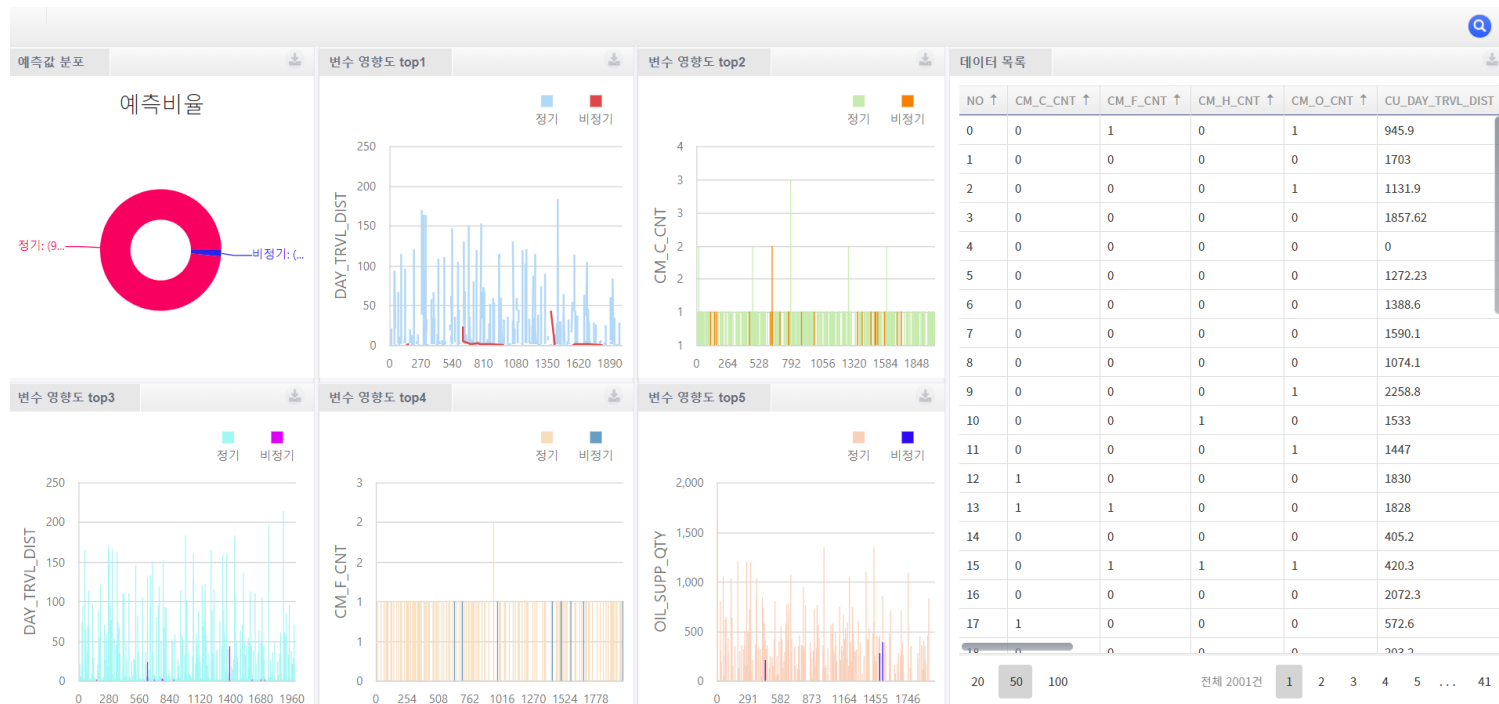 예측값 분포
예측비율
정기: (9...
비정기: (...
변수 영향도 top1
정기 비정기
DAY_TRVL_DIST
250
200
150
100
50
0
0 270 540 810 1080 1350 1620 1890
변수 영향도 top2
정기 비정기
CM_C_CNT
4
3
3
2
2
1
1
0 264 528 792 1056 1320 1584 1848
변수 영향도 top3
정기 비정기
DAY_TRVL_DIST
250
200
150
100
50
0
0 280 560 840 1120 1400 1680 1960
변수 영향도 top4
정기 비정기
CM_F_CNT
3
2
2
1
1
0
0 254 508 762 1016 1270 1524 1778
변수 영향도 top5
정기 비정기
OIL_SUPP_QTY
2,000
1,500
1,000
500
0
0 291 582 873 1164 1455 1746
데이터 목록
NO ↑ CM_C_CNT ↑ CM_F_CNT ↑ CM_H_CNT ↑ CM_O_CNT ↑ CU_DAY_TRVL_DIST
0 0 1 0 1 945.9
1 0 0 0 0 1703
2 0 0 0 1 1131.9
3 0 0 0 0 1857.62
4 0 0 0 0 0
5 0 0 0 0 1272.23
6 0 0 0 0 1388.6
7 0 0 0 0 1590.1
8 0 0 0 0 1074.1
9 0 0 0 1 2258.8
10 0 0 1 0 1533
11 0 0 0 1 1447
12 1 0 0 0 1830
13 1 1 0 0 1828
14 0 0 0 0 405.2
15 0 1 1 1 420.3
16 0 0 0 0 2072.3
17 1 0 0 0 572.6
20 50 100 전체 2001건 1 2 3 4 5 ... 41